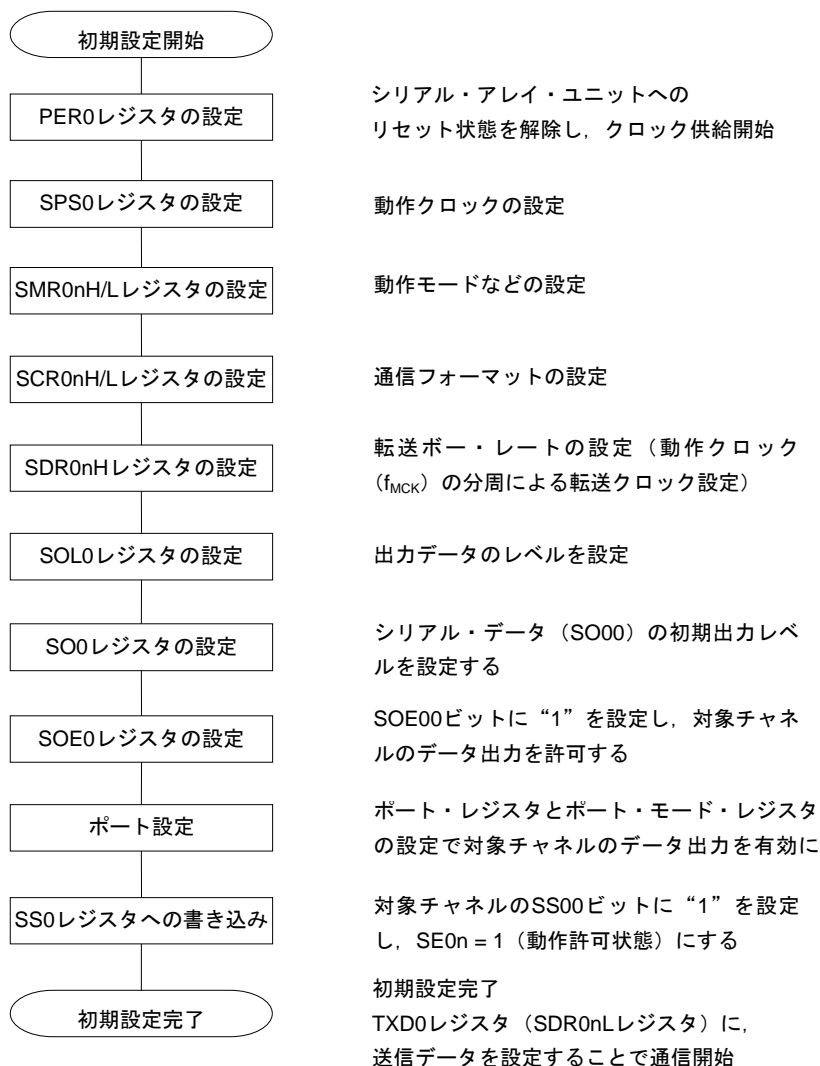 初期設定開始
PER0レジスタの設定
シリアル・アレイ・ユニットへの
リセット状態を解除し，クロック供給開始
SPS0レジスタの設定
動作クロックの設定
SMR0nH/Lレジスタの設定
動作モードなどの設定
SCR0nH/Lレジスタの設定
通信フォーマットの設定
SDR0nHレジスタの設定
転送ボー・レートの設定（動作クロック
（fMCK）の分周による転送クロック設定）
SOL0レジスタの設定
出力データのレベルを設定
SO0レジスタの設定
シリアル・データ（SO00）の初期出力レベ
ルを設定する
SOE0レジスタの設定
SOE00ビットに“1”を設定し，対象チャネ
ルのデータ出力を許可する
ポート設定
ポート・レジスタとポート・モード・レジスタ
の設定で対象チャネルのデータ出力を有効に
SS0レジスタへの書き込み
対象チャネルのSS00ビットに“1”を設定
し，SE0n = 1（動作許可状態）にする
初期設定完了
初期設定完了
TXD0レジスタ（SDR0nLレジスタ）に，
送信データを設定することで通信開始